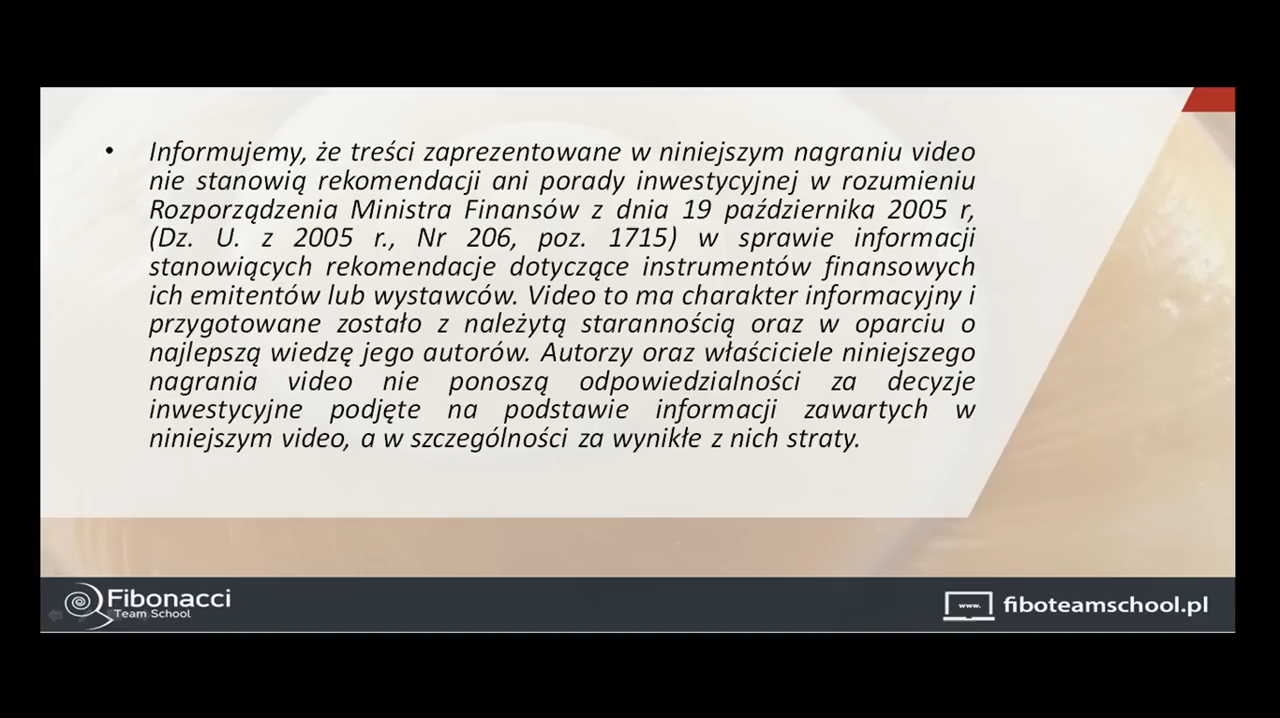 • Informujemy, że treści zaprezentowane w niniejszym nagraniu video
nie stanowią rekomendacji ani porady inwestycyjnej w rozumieniu
Rozporządzenia Ministra Finansów z dnia 19 października 2005 r,
(Dz. U. z 2005 r., Nr 206, poz. 1715) w sprawie informacji
stanowiących rekomendacje dotyczące instrumentów finansowych
ich emitentów lub wystawców. Video to ma charakter informacyjny i
przygotowane zostało z należytą starannością oraz w oparciu o
najlepszą wiedzę jego autorów. Autorzy oraz właściciele niniejszego
nagrania video nie ponoszą odpowiedzialności za decyzje
inwestycyjne podjęte na podstawie informacji zawartych w
niniejszym video, a w szczególności za wynikłe z nich straty.
Fibonacci
Team School
www.
fiboteamschool.pl